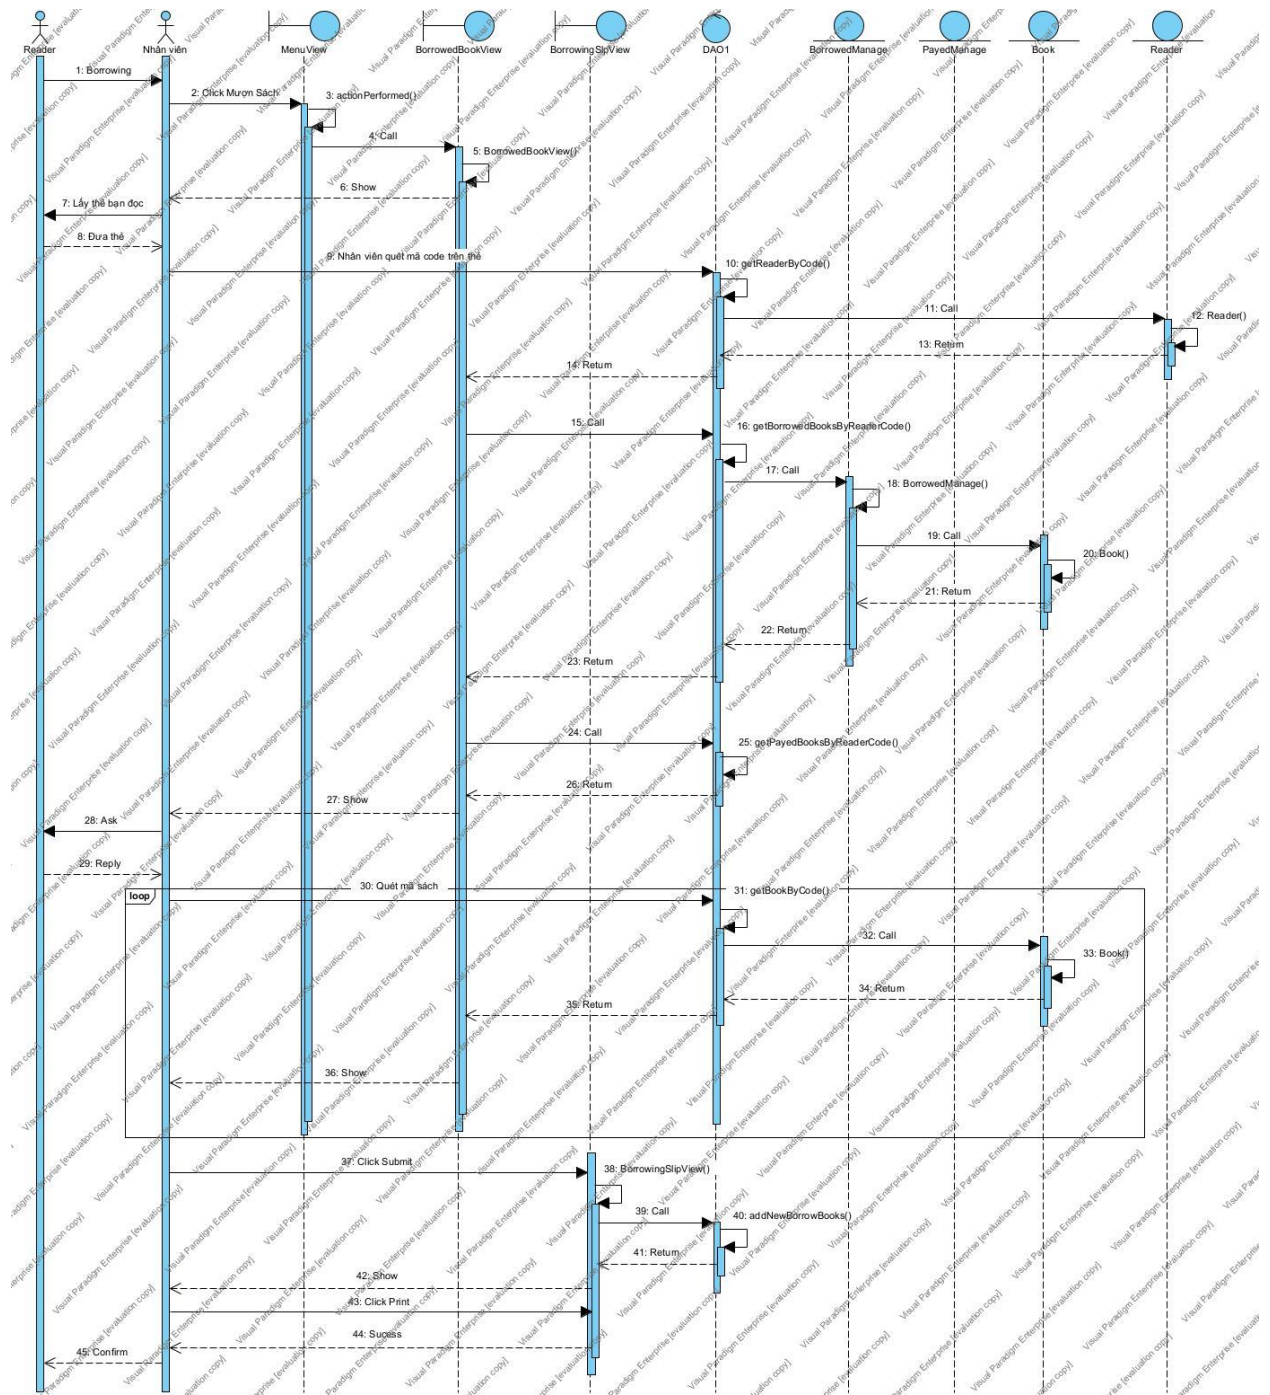 Reader
Nhân viên
MenuView
BorrowedBookView
BorrowingSlpView
DAO1
BorrowedManage
PayedManage
Book
Reader
1: Borrowing
2: Click Mượn Sách
3: actionPerformed()
4: Call
5: BorrowedBookView()
6: Show
7: Lấy thẻ bạn đọc
8: Đưa thẻ
9: Nhân viên quét mã code trên thẻ
10: getReaderByCode()
11: Call
12: Reader()
13: Return
14: Return
15: Call
16: getBorrowedBooksByReaderCode()
17: Call
18: BorrowedManage()
19: Call
20: Book()
21: Return
22: Return
23: Return
24: Call
25: getPayedBooksByReaderCode()
26: Return
27: Show
28: Ask
29: Reply
loop
30: Quét mã sách
31: getBookByCode()
32: Call
33: Book()
34: Return
35: Return
36: Show
37: Click Submit
38: BorrowingSlipView()
39: Call
40: addNewBorrowBooks()
41: Return
42: Show
43: Click Print
44: Sucess
45: Confirm
Visual Paradigm Enterprise [evaluation copy]